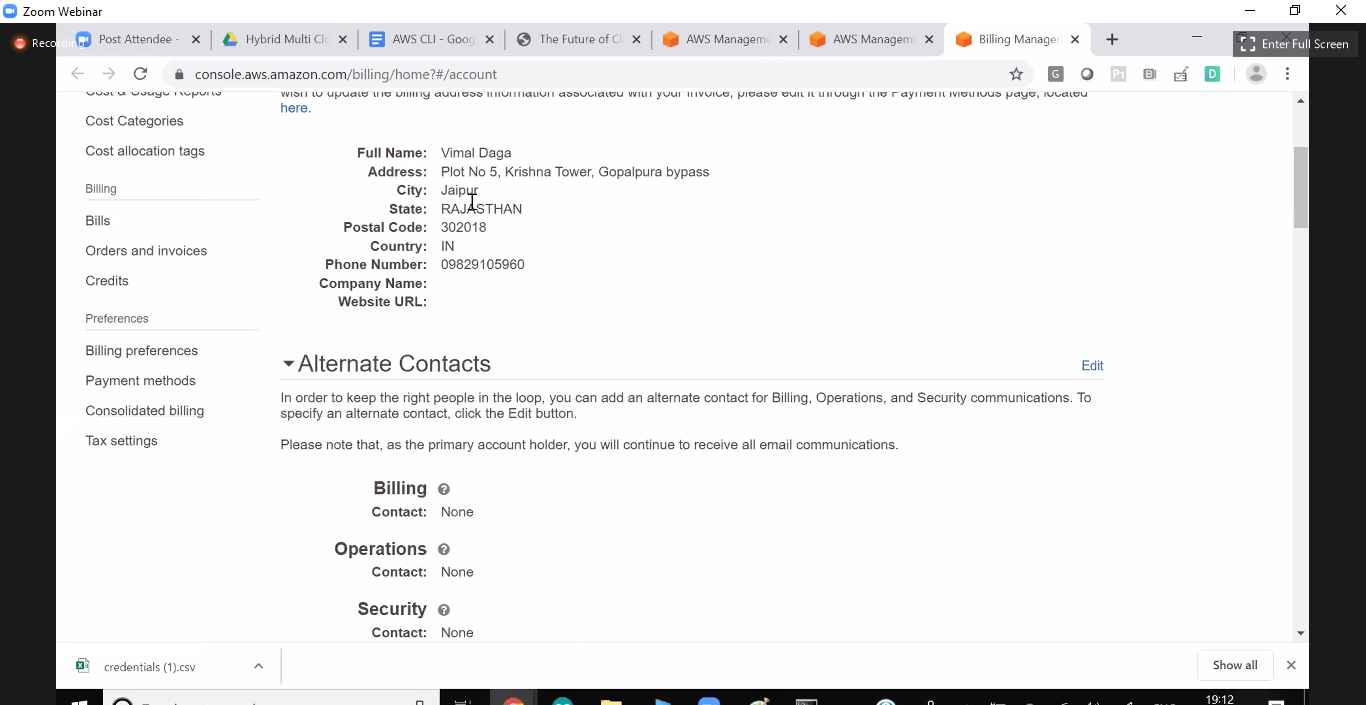 Zoom Webinar
Recording
Post Attendee -
Hybrid Multi Clo
AWS CLI - Goog
The Future of Cl
AWS Managem
AWS Managem
Billing Manager
Enter Full Screen
console.aws.amazon.com/billing/home?#/account
Cost & Usage Reports
wish to update the billing address information associated with your invoice, please edit it through the Payment Methods page, located
here.
Cost Categories
Cost allocation tags
Billing
Bills
Orders and invoices
Credits
Preferences
Billing preferences
Payment methods
Consolidated billing
Tax settings
Full Name: Vimal Daga
Address: Plot No 5, Krishna Tower, Gopalpura bypass
City: Jaipur
State: RAJASTHAN
Postal Code: 302018
Country: IN
Phone Number: 09829105960
Company Name:
Website URL:
Alternate Contacts
Edit
In order to keep the right people in the loop, you can add an alternate contact for Billing, Operations, and Security communications. To
specify an alternate contact, click the Edit button.
Please note that, as the primary account holder, you will continue to receive all email communications.
Billing
Contact: None
Operations
Contact: None
Security
Contact: None
credentials (1).csv
Show all
19:12